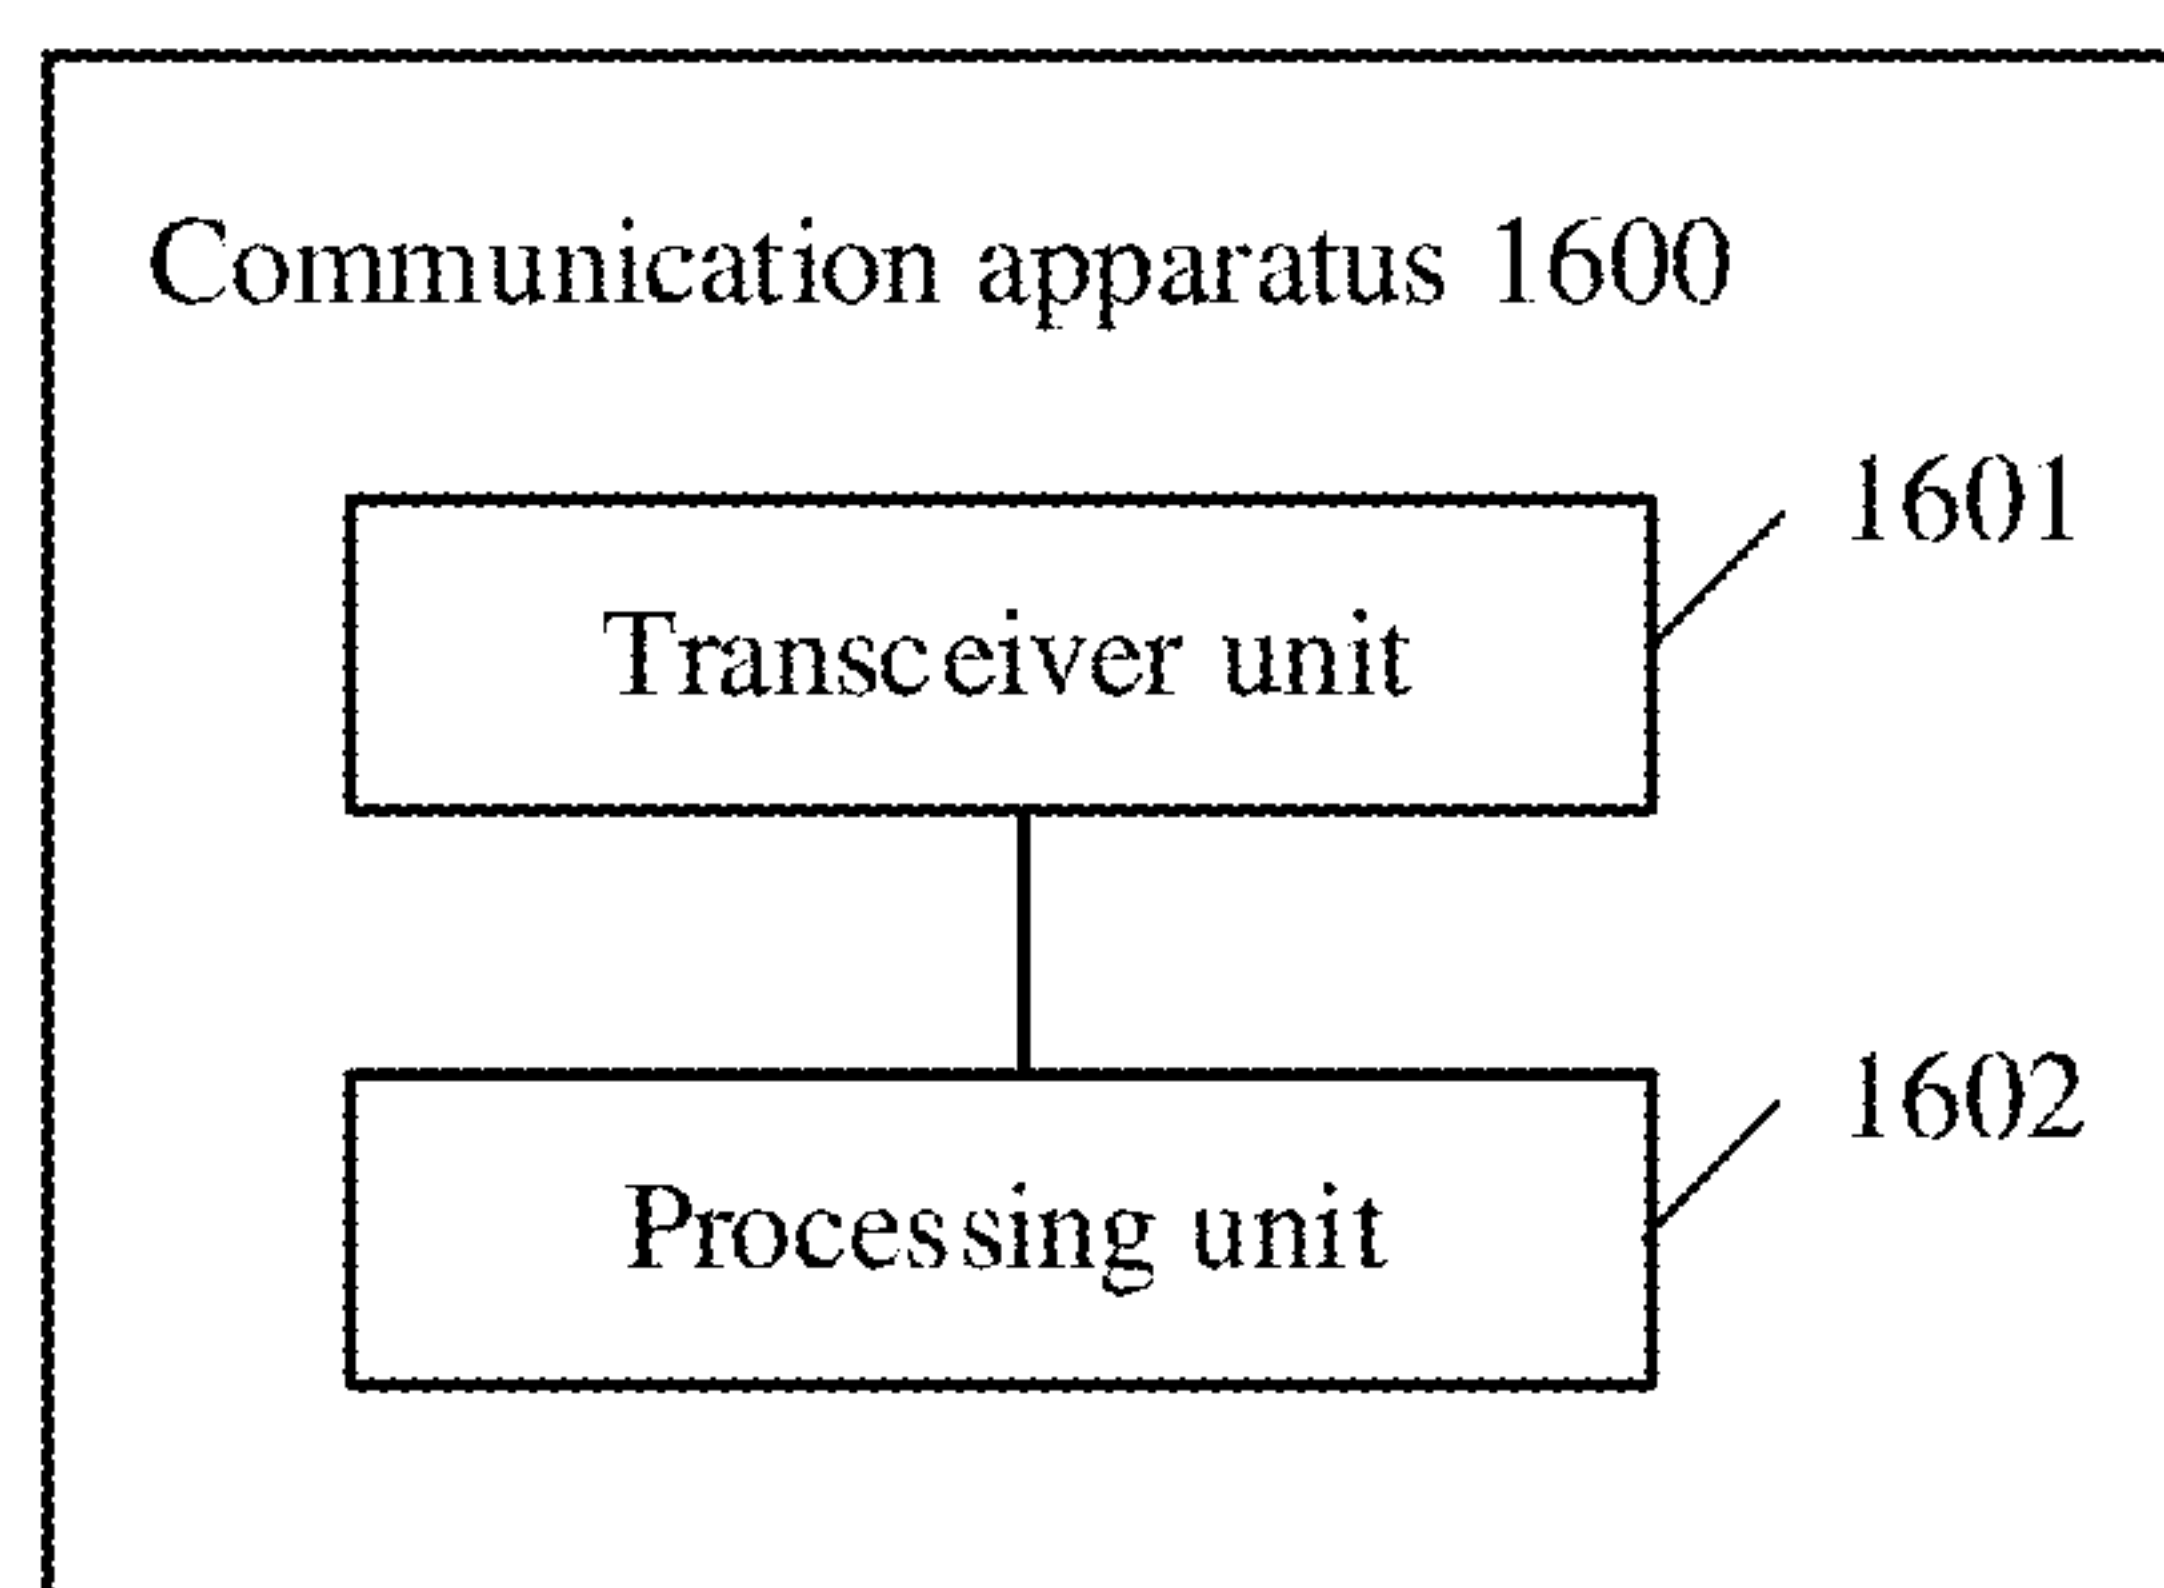 Communication apparatus 1600
1601
Transceiver unit
1602
Processing unit